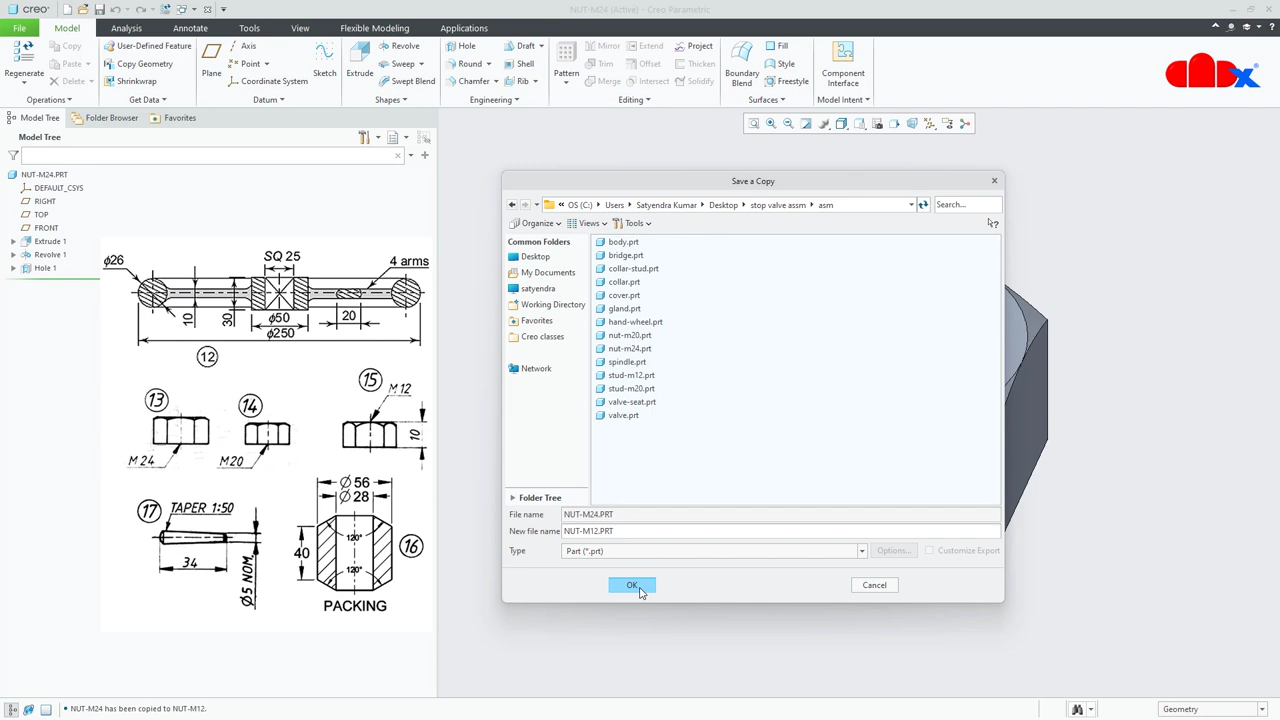 creo
NUT-M24 (Active) - Creo Parametric
File Model Analysis Annotate Tools View Flexible Modeling Applications
Regenerate
Copy
Paste
Delete
Operations
User-Defined Feature
Copy Geometry
Shrinkwrap
Get Data
Plane
Axis
Point
Coordinate System
Sketch
Datum
Extrude
Revolve
Sweep
Swept Blend
Shapes
Hole
Round
Chamfer
Draft
Shell
Rib
Engineering
Pattern
Mirror
Trim
Merge
Extend
Offset
Intersect
Project
Thicken
Solidify
Editing
Boundary
Blend
Fill
Style
Freestyle
Surfaces
Component
Interface
Model Intent
Model Tree Folder Browser Favorites
Model Tree
NUT-M24.PRT
DEFAULT_CSYS
RIGHT
TOP
FRONT
Extrude 1
Revolve 1
Hole 1
ϕ26
SQ 25
4 arms
10
30
ϕ50
20
ϕ250
12
13
14
15
M 12
M 24
M20
10
17
TAPER 1:50
34
ϕ5 NOM.
Ø 56
Ø 28
40
120°
120°
16
PACKING
Save a Copy
OS (C:) Users Satyendra Kumar Desktop stop valve assm asm
Search...
Organize Views Tools
Common Folders
Desktop
My Documents
satyendra
Working Directory
Favorites
Creo classes
Network
body.prt
bridge.prt
collar-stud.prt
collar.prt
cover.prt
gland.prt
hand-wheel.prt
nut-m20.prt
nut-m24.prt
spindle.prt
stud-m12.prt
stud-m20.prt
valve-seat.prt
valve.prt
Folder Tree
File name NUT-M24.PRT
New file name NUT-M12.PRT
Type Part (*.prt) Options... Customize Export
OK Cancel
• NUT-M24 has been copied to NUT-M12.
Geometry